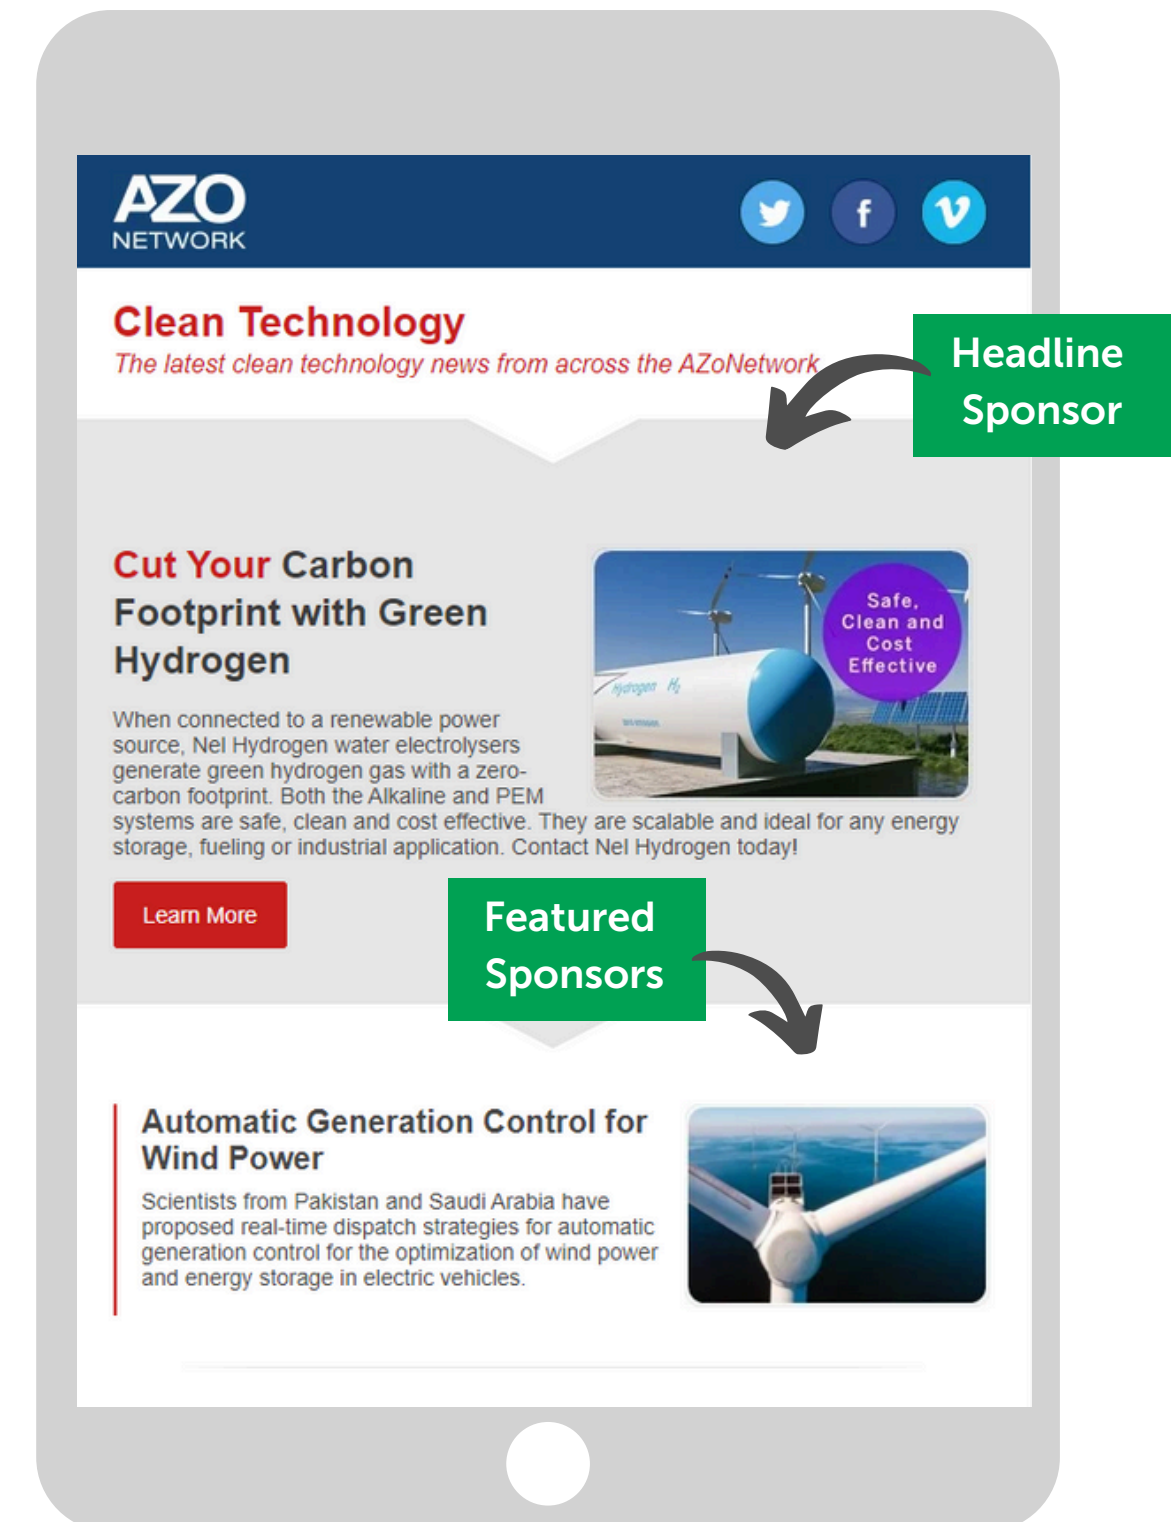 AZO
NETWORK
f
Clean Technology
The latest clean technology news from across the AZoNetwork
Headline
Sponsor
Cut Your Carbon
Footprint with Green
Hydrogen
Safe,
Clean and
Cost
Effective
Hydrogen H₂
When connected to a renewable power
source, Nel Hydrogen water electrolysers
generate green hydrogen gas with a zero-
carbon footprint. Both the Alkaline and PEM
systems are safe, clean and cost effective. They are scalable and ideal for any energy
storage, fueling or industrial application. Contact Nel Hydrogen today!
Learn More
Featured
Sponsors
Automatic Generation Control for
Wind Power
Scientists from Pakistan and Saudi Arabia have
proposed real-time dispatch strategies for automatic
generation control for the optimization of wind power
and energy storage in electric vehicles.